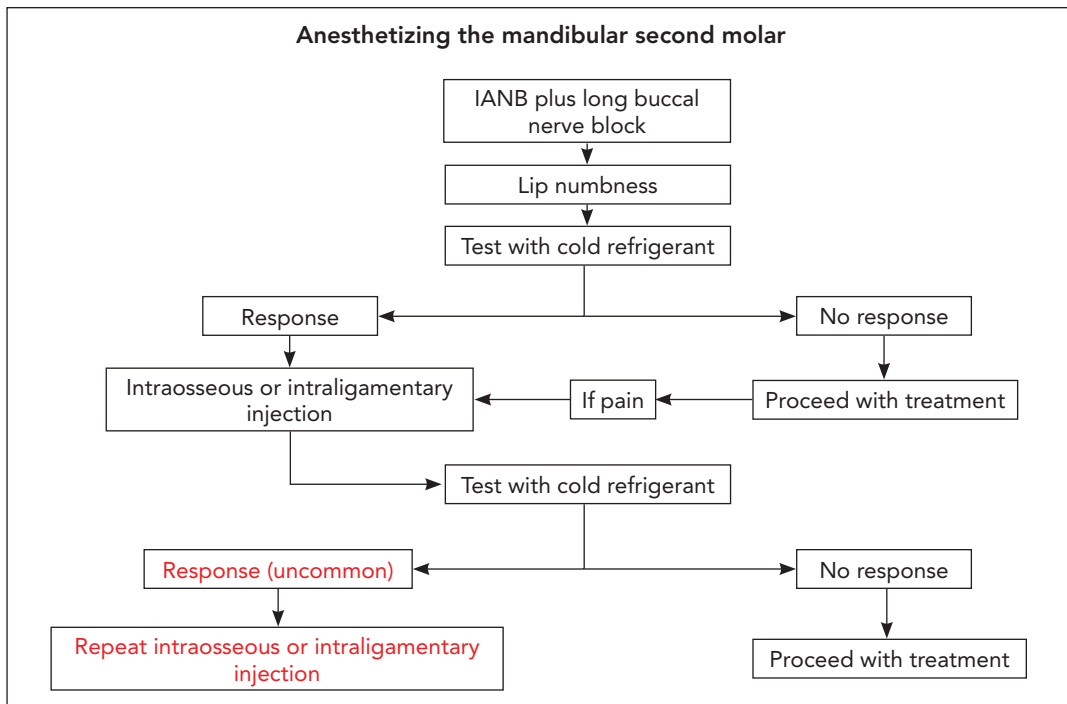 Anesthetizing the mandibular second molar
IANB plus long buccal
nerve block
Lip numbness
Test with cold refrigerant
Response
No response
Intraosseous or intraligamentary
injection
If pain
Proceed with treatment
Test with cold refrigerant
Response (uncommon)
No response
Repeat intraosseous or intraligamentary
injection
Proceed with treatment